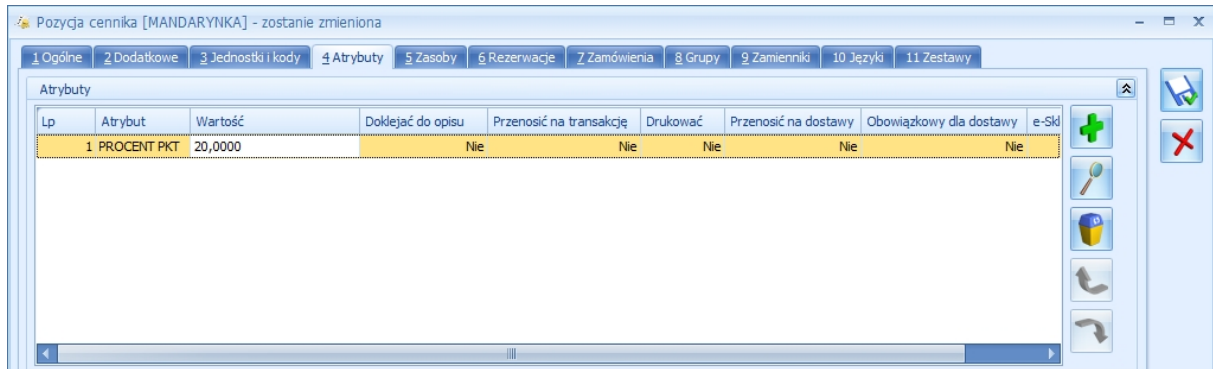 Pozycja cennika [MANDARYNKA] - zostanie zmieniona
1 Ogólne 2 Dodatkowe 3 Jednostki i kody 4 Atrybuty 5 Zasoby 6 Rezerwacje 7 Zamówienia 8 Grupy 9 Zamienniki 10 Języki 11 Zestawy
Atrybuty
Lp Atrybut Wartość Doklejać do opisu Przenosić na transakcję Drukować Przenosić na dostawy Obowiązkowy dla dostawy e-Skl
1 PROCENT PKT 20,0000 Nie Nie Nie Nie Nie